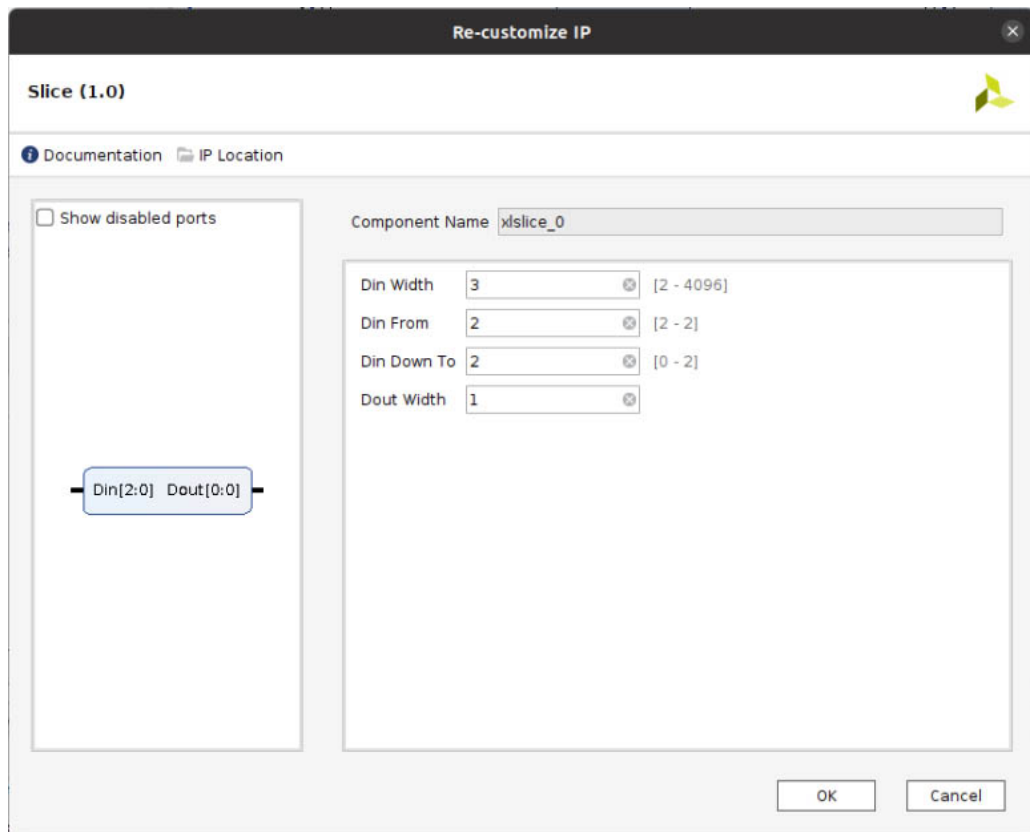 Re-customize IP
Slice (1.0)
Documentation IP Location
Show disabled ports
Component Name xlslice_0
Din Width 3 [2 - 4096]
Din From 2 [2 - 2]
Din Down To 2 [0 - 2]
Dout Width 1
Din[2:0] Dout[0:0]
OK Cancel